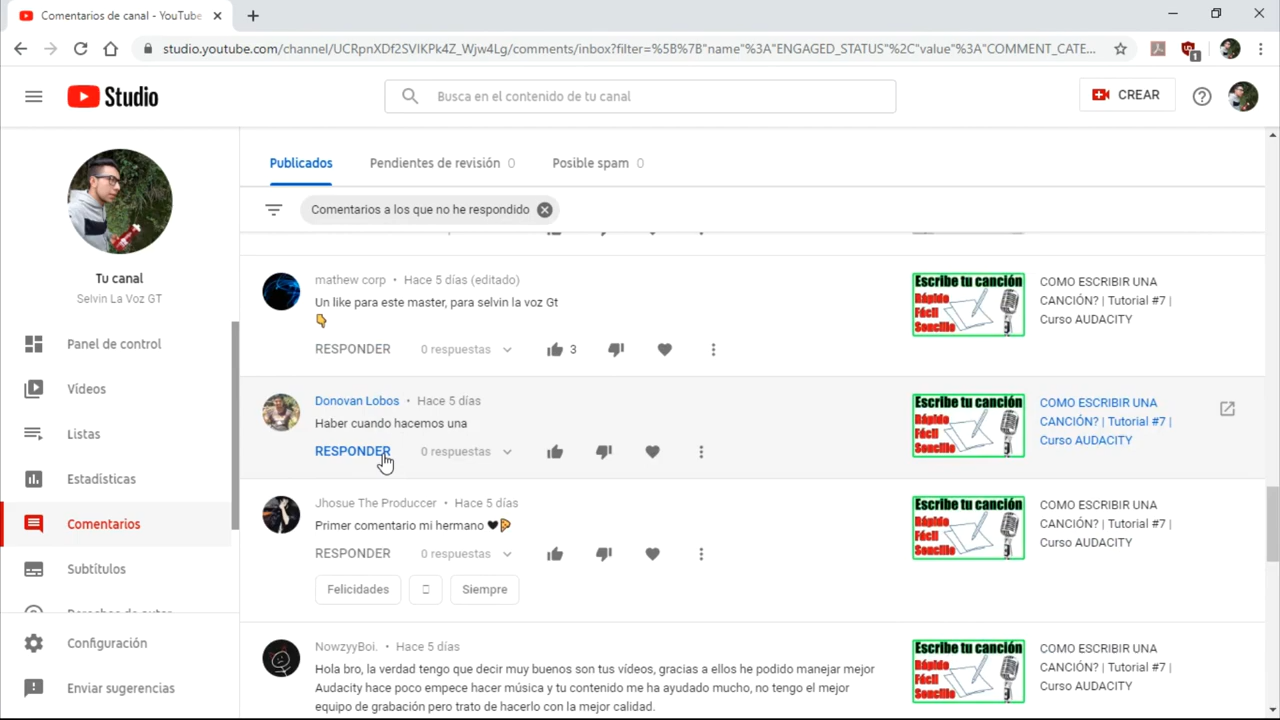 Comentarios de canal - YouTube
studio.youtube.com/channel/UCRpnXDf2SVIKPk4Z_Wjw4Lg/comments/inbox?filter=%5B%7B"name"%3A"ENGAGED_STATUS"%2C"value"%3A"COMMENT_CATE...
1
Studio
Busca en el contenido de tu canal
CREAR
Publicados
Pendientes de revisión 0
Posible spam 0
Comentarios a los que no he respondido
Tu canal
Selvin La Voz GT
Panel de control
Vídeos
Listas
Estadísticas
Comentarios
Subtítulos
Derechos de autor
Configuración
Enviar sugerencias
mathew corp • Hace 5 días (editado)
Un like para este master, para selvin la voz Gt
👇
RESPONDER 0 respuestas 3
Escribe tu canción
Rápido
Fácil
Sencillo
COMO ESCRIBIR UNA
CANCIÓN? | Tutorial #7 |
Curso AUDACITY
Donovan Lobos • Hace 5 días
Haber cuando hacemos una
RESPONDER 0 respuestas
Escribe tu canción
Rápido
Fácil
Sencillo
COMO ESCRIBIR UNA
CANCIÓN? | Tutorial #7 |
Curso AUDACITY
Jhosue The Produccer • Hace 5 días
Primer comentario mi hermano ❤🍕
RESPONDER 0 respuestas
Felicidades
Siempre
Escribe tu canción
Rápido
Fácil
Sencillo
COMO ESCRIBIR UNA
CANCIÓN? | Tutorial #7 |
Curso AUDACITY
NowzyyBoi. • Hace 5 días
Hola bro, la verdad tengo que decir muy buenos son tus vídeos, gracias a ellos he podido manejar mejor
Audacity hace poco empece hacer música y tu contenido me ha ayudado mucho, no tengo el mejor
equipo de grabación pero trato de hacerlo con la mejor calidad.
Escribe tu canción
Rápido
Fácil
Sencillo
COMO ESCRIBIR UNA
CANCIÓN? | Tutorial #7 |
Curso AUDACITY